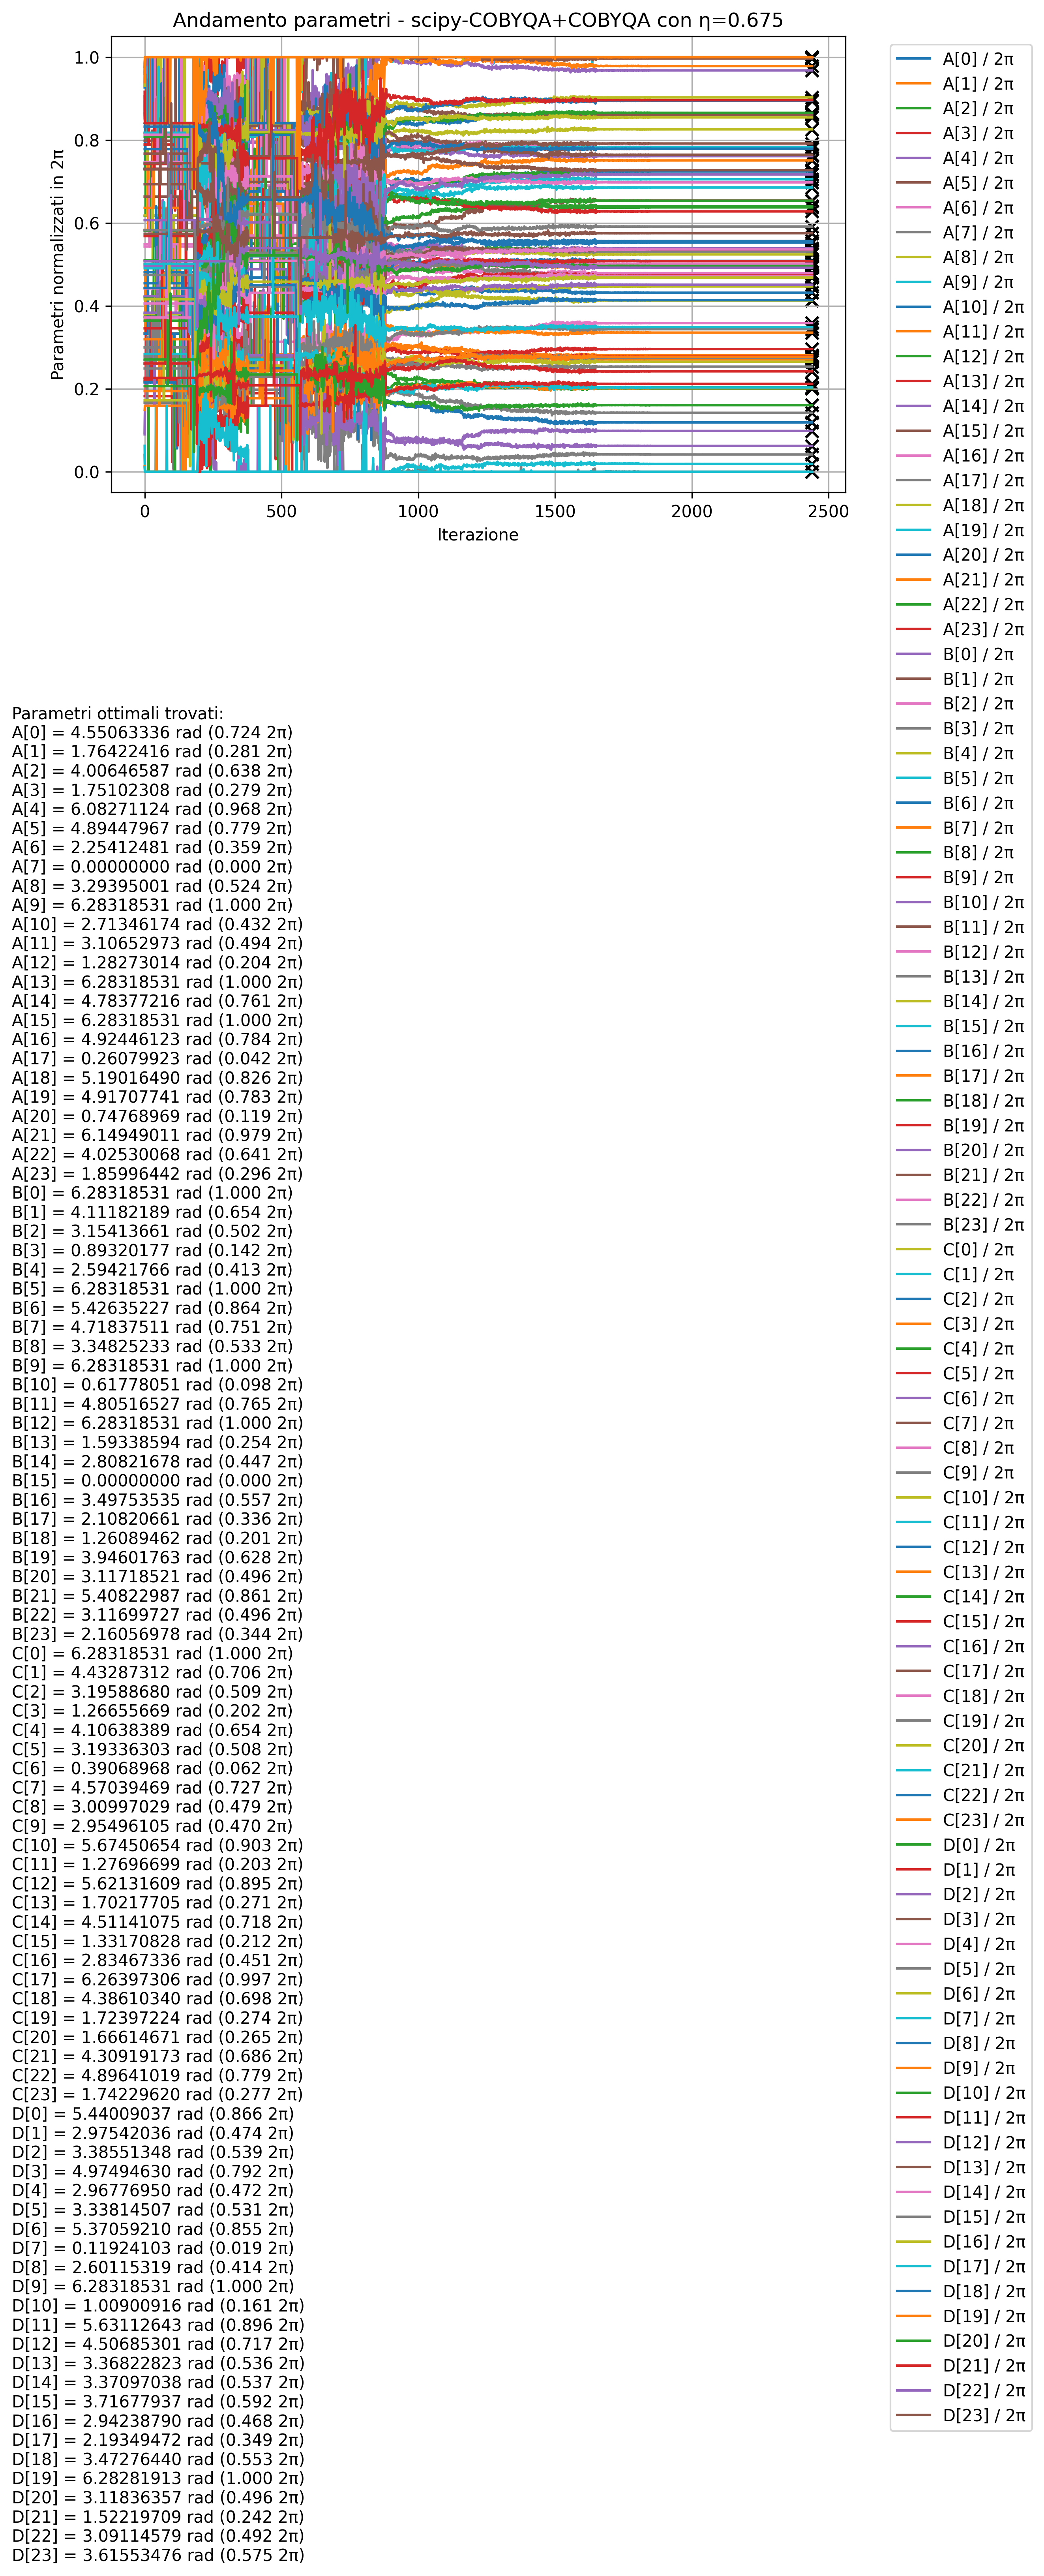 Andamento parametri - scipy-COBYQA+COBYQA con η=0.675
Parametri normalizzati in 2π
1.0
0.8
0.6
0.4
0.2
0.0
0
500
1000
1500
2000
2500
Iterazione
A[0] / 2π
A[1] / 2π
A[2] / 2π
A[3] / 2π
A[4] / 2π
A[5] / 2π
A[6] / 2π
A[7] / 2π
A[8] / 2π
A[9] / 2π
A[10] / 2π
A[11] / 2π
A[12] / 2π
A[13] / 2π
A[14] / 2π
A[15] / 2π
A[16] / 2π
A[17] / 2π
A[18] / 2π
A[19] / 2π
A[20] / 2π
A[21] / 2π
A[22] / 2π
A[23] / 2π
B[0] / 2π
B[1] / 2π
B[2] / 2π
B[3] / 2π
B[4] / 2π
B[5] / 2π
B[6] / 2π
B[7] / 2π
B[8] / 2π
B[9] / 2π
B[10] / 2π
B[11] / 2π
B[12] / 2π
B[13] / 2π
B[14] / 2π
B[15] / 2π
B[16] / 2π
B[17] / 2π
B[18] / 2π
B[19] / 2π
B[20] / 2π
B[21] / 2π
B[22] / 2π
B[23] / 2π
C[0] / 2π
C[1] / 2π
C[2] / 2π
C[3] / 2π
C[4] / 2π
C[5] / 2π
C[6] / 2π
C[7] / 2π
C[8] / 2π
C[9] / 2π
C[10] / 2π
C[11] / 2π
C[12] / 2π
C[13] / 2π
C[14] / 2π
C[15] / 2π
C[16] / 2π
C[17] / 2π
C[18] / 2π
C[19] / 2π
C[20] / 2π
C[21] / 2π
C[22] / 2π
C[23] / 2π
D[0] / 2π
D[1] / 2π
D[2] / 2π
D[3] / 2π
D[4] / 2π
D[5] / 2π
D[6] / 2π
D[7] / 2π
D[8] / 2π
D[9] / 2π
D[10] / 2π
D[11] / 2π
D[12] / 2π
D[13] / 2π
D[14] / 2π
D[15] / 2π
D[16] / 2π
D[17] / 2π
D[18] / 2π
D[19] / 2π
D[20] / 2π
D[21] / 2π
D[22] / 2π
D[23] / 2π
Parametri ottimali trovati:
A[0] = 4.55063336 rad (0.724 2π)
A[1] = 1.76422416 rad (0.281 2π)
A[2] = 4.00646587 rad (0.638 2π)
A[3] = 1.75102308 rad (0.279 2π)
A[4] = 6.08271124 rad (0.968 2π)
A[5] = 4.89447967 rad (0.779 2π)
A[6] = 2.25412481 rad (0.359 2π)
A[7] = 0.00000000 rad (0.000 2π)
A[8] = 3.29395001 rad (0.524 2π)
A[9] = 6.28318531 rad (1.000 2π)
A[10] = 2.71346174 rad (0.432 2π)
A[11] = 3.10652973 rad (0.494 2π)
A[12] = 1.28273014 rad (0.204 2π)
A[13] = 6.28318531 rad (1.000 2π)
A[14] = 4.78377216 rad (0.761 2π)
A[15] = 6.28318531 rad (1.000 2π)
A[16] = 4.92446123 rad (0.784 2π)
A[17] = 0.26079923 rad (0.042 2π)
A[18] = 5.19016490 rad (0.826 2π)
A[19] = 4.91707741 rad (0.783 2π)
A[20] = 0.74768969 rad (0.119 2π)
A[21] = 6.14949011 rad (0.979 2π)
A[22] = 4.02530068 rad (0.641 2π)
A[23] = 1.85996442 rad (0.296 2π)
B[0] = 6.28318531 rad (1.000 2π)
B[1] = 4.11182189 rad (0.654 2π)
B[2] = 3.15413661 rad (0.502 2π)
B[3] = 0.89320177 rad (0.142 2π)
B[4] = 2.59421766 rad (0.413 2π)
B[5] = 6.28318531 rad (1.000 2π)
B[6] = 5.42635227 rad (0.864 2π)
B[7] = 4.71837511 rad (0.751 2π)
B[8] = 3.34825233 rad (0.533 2π)
B[9] = 6.28318531 rad (1.000 2π)
B[10] = 0.61778051 rad (0.098 2π)
B[11] = 4.80516527 rad (0.765 2π)
B[12] = 6.28318531 rad (1.000 2π)
B[13] = 1.59338594 rad (0.254 2π)
B[14] = 2.80821678 rad (0.447 2π)
B[15] = 0.00000000 rad (0.000 2π)
B[16] = 3.49753535 rad (0.557 2π)
B[17] = 2.10820661 rad (0.336 2π)
B[18] = 1.26089462 rad (0.201 2π)
B[19] = 3.94601763 rad (0.628 2π)
B[20] = 3.11718521 rad (0.496 2π)
B[21] = 5.40822987 rad (0.861 2π)
B[22] = 3.11699727 rad (0.496 2π)
B[23] = 2.16056978 rad (0.344 2π)
C[0] = 6.28318531 rad (1.000 2π)
C[1] = 4.43287312 rad (0.706 2π)
C[2] = 3.19588680 rad (0.509 2π)
C[3] = 1.26655669 rad (0.202 2π)
C[4] = 4.10638389 rad (0.654 2π)
C[5] = 3.19336303 rad (0.508 2π)
C[6] = 0.39068968 rad (0.062 2π)
C[7] = 4.57039469 rad (0.727 2π)
C[8] = 3.00997029 rad (0.479 2π)
C[9] = 2.95496105 rad (0.470 2π)
C[10] = 5.67450654 rad (0.903 2π)
C[11] = 1.27696699 rad (0.203 2π)
C[12] = 5.62131609 rad (0.895 2π)
C[13] = 1.70217705 rad (0.271 2π)
C[14] = 4.51141075 rad (0.718 2π)
C[15] = 1.33170828 rad (0.212 2π)
C[16] = 2.83467336 rad (0.451 2π)
C[17] = 6.26397306 rad (0.997 2π)
C[18] = 4.38610340 rad (0.698 2π)
C[19] = 1.72397224 rad (0.274 2π)
C[20] = 1.66614671 rad (0.265 2π)
C[21] = 4.30919173 rad (0.686 2π)
C[22] = 4.89641019 rad (0.779 2π)
C[23] = 1.74229620 rad (0.277 2π)
D[0] = 5.44009037 rad (0.866 2π)
D[1] = 2.97542036 rad (0.474 2π)
D[2] = 3.38551348 rad (0.539 2π)
D[3] = 4.97494630 rad (0.792 2π)
D[4] = 2.96776950 rad (0.472 2π)
D[5] = 3.33814507 rad (0.531 2π)
D[6] = 5.37059210 rad (0.855 2π)
D[7] = 0.11924103 rad (0.019 2π)
D[8] = 2.60115319 rad (0.414 2π)
D[9] = 6.28318531 rad (1.000 2π)
D[10] = 1.00900916 rad (0.161 2π)
D[11] = 5.63112643 rad (0.896 2π)
D[12] = 4.50685301 rad (0.717 2π)
D[13] = 3.36822823 rad (0.536 2π)
D[14] = 3.37097038 rad (0.537 2π)
D[15] = 3.71677937 rad (0.592 2π)
D[16] = 2.94238790 rad (0.468 2π)
D[17] = 2.19349472 rad (0.349 2π)
D[18] = 3.47276440 rad (0.553 2π)
D[19] = 6.28281913 rad (1.000 2π)
D[20] = 3.11836357 rad (0.496 2π)
D[21] = 1.52219709 rad (0.242 2π)
D[22] = 3.09114579 rad (0.492 2π)
D[23] = 3.61553476 rad (0.575 2π)